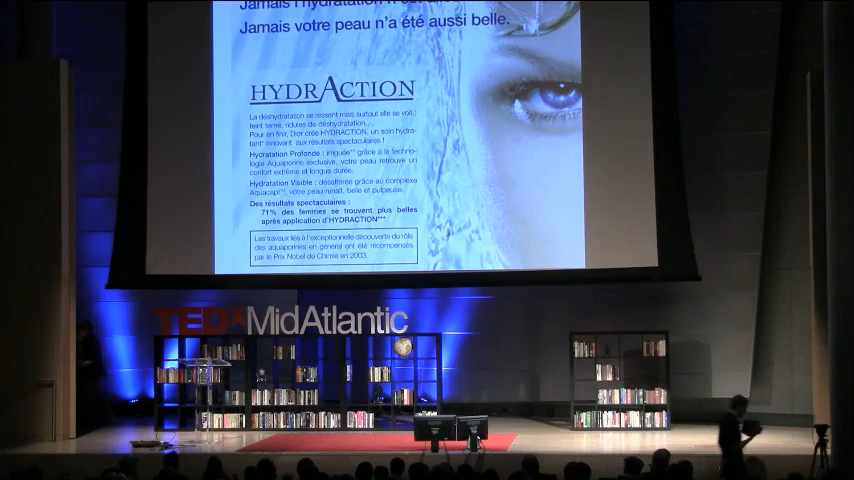 Jamais l'hydratation n'est
Jamais votre peau n'a été aussi belle.
HYDRACTION
La déshydratation se ressent mais surtout elle se voit :
teint terne, ridules de déshydratation,...
Pour en finir, Dior crée HYDRACTION, un soin hydra-
tant* innovant aux résultats spectaculaires !
Hydratation Profonde : irriguée** grâce à la techno-
logie Aquaporine exclusive, votre peau retrouve un
confort extrême et longue durée.
Hydratation Visible : désaltérée grâce au complexe
Aquacapt™, votre peau renaît, belle et pulpeuse.
Des résultats spectaculaires :
71% des femmes se trouvent plus belles
après application d'HYDRACTION***
Les travaux liés à l'exceptionnelle découverte du rôle
des aquaporines en général ont été récompensés
par le Prix Nobel de Chimie en 2003.
TEDxMidAtlantic